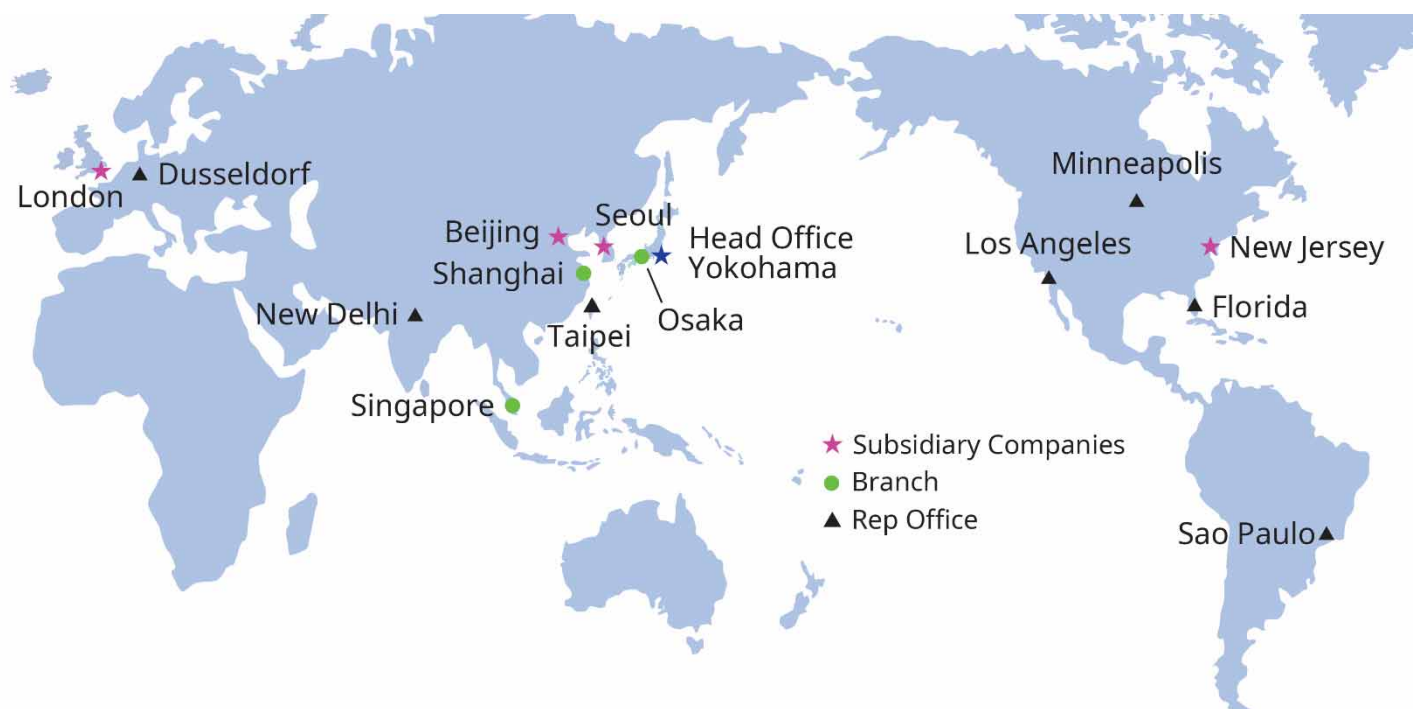 Minneapolis
Dusseldorf
London
Seoul
Beijing
Head Office
Yokohama
Los Angeles
New Jersey
Shanghai
New Delhi
Florida
Osaka
Taipei
Singapore
Subsidiary Companies
Branch
Rep Office
Sao Paulo